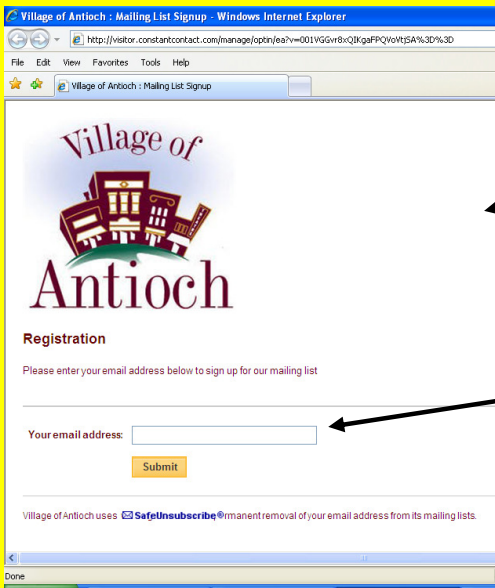 Village of Antioch : Mailing List Signup - Windows Internet Explorer
http://visitor.constantcontact.com/manage/optin/ea?v=001VGGvr8xQIKgaFPQVoVtjSA%3D%3D
File Edit View Favorites Tools Help
Village of Antioch : Mailing List Signup
Village of
Antioch
Registration
Please enter your email address below to sign up for our mailing list
Your email address:
Submit
Village of Antioch uses SafeUnsubscribe® rmanent removal of your email address from its mailing lists.
Done